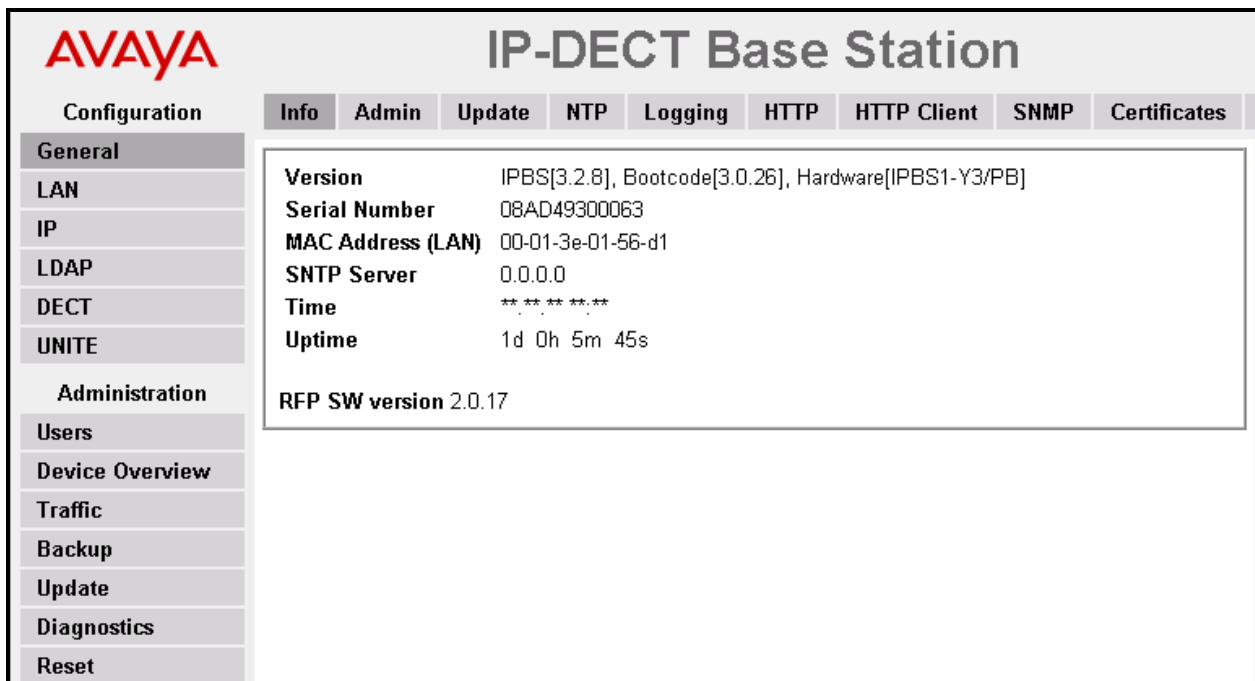 AVAYA
IP-DECT Base Station
Configuration
Info Admin Update NTP Logging HTTP HTTP Client SNMP Certificates
General
LAN
IP
LDAP
DECT
UNITE
Administration
Users
Device Overview
Traffic
Backup
Update
Diagnostics
Reset
Version IPBS[3.2.8], Bootcode[3.0.26], Hardware[IPBS1-Y3/PB]
Serial Number 08AD49300063
MAC Address (LAN) 00-01-3e-01-56-d1
SNTP Server 0.0.0.0
Time **.**.** **:**
Uptime 1d 0h 5m 45s
RFP SW version 2.0.17